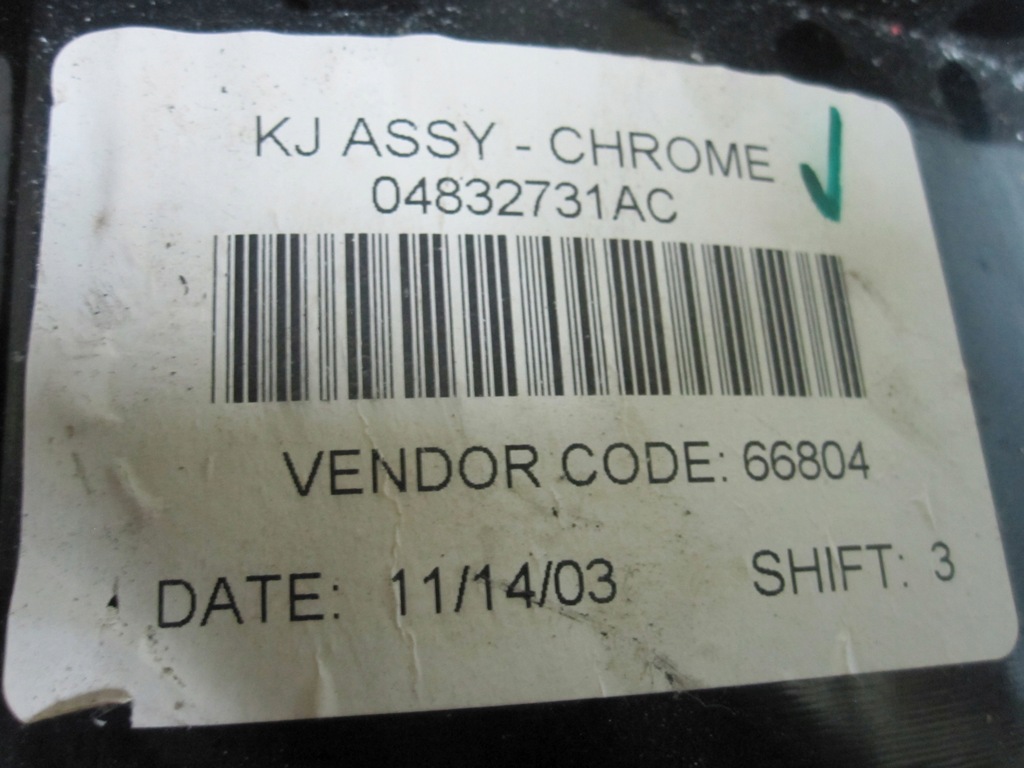 KJ ASSY - CHROME
04832731AC
VENDOR CODE: 66804
DATE: 11/14/03 SHIFT: 3